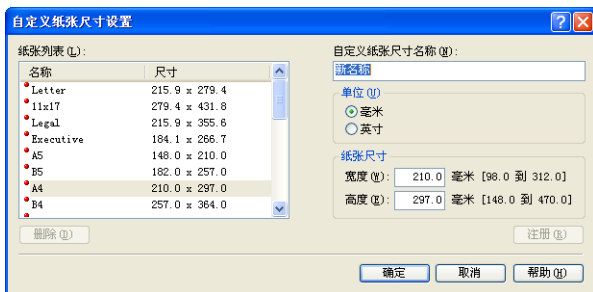 自定义纸张尺寸设置
纸张列表(L):
名称 尺寸
Letter 215.9 x 279.4
11x17 279.4 x 431.8
Legal 215.9 x 355.6
Executive 184.1 x 266.7
A5 148.0 x 210.0
B5 182.0 x 257.0
A4 210.0 x 297.0
B4 257.0 x 364.0
删除(D)
自定义纸张尺寸名称(N):
新名称
单位(U)
毫米
英寸
纸张尺寸
宽度(W): 210.0 毫米 [98.0 到 312.0]
高度(E): 297.0 毫米 [148.0 到 470.0]
注册(R)
确定 取消 帮助(H)